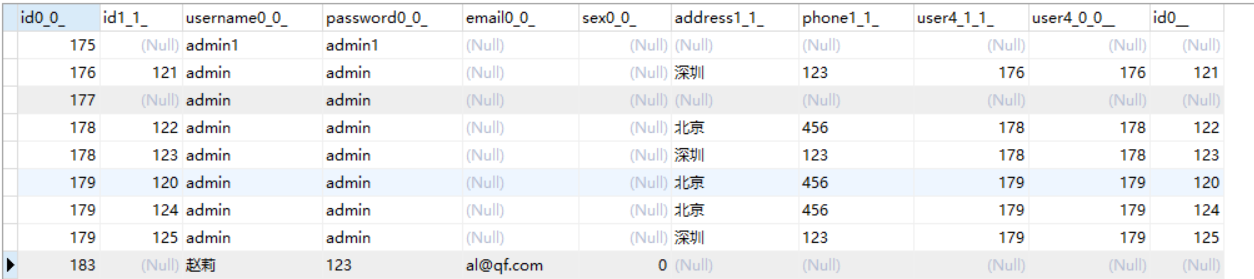 id0_0_ id1_1_ username0_0_ password0_0_ email0_0_ sex0_0_ address1_1_ phone1_1_ user4_1_1_ user4_0_0__ id0__
175 (Null) admin1 admin1 (Null) (Null) (Null) (Null) (Null) (Null) (Null)
176 121 admin admin (Null) (Null) 深圳 123 176 176 121
177 (Null) admin admin (Null) (Null) (Null) (Null) (Null) (Null) (Null)
178 122 admin admin (Null) (Null) 北京 456 178 178 122
178 123 admin admin (Null) (Null) 深圳 123 178 178 123
179 120 admin admin (Null) (Null) 北京 456 179 179 120
179 124 admin admin (Null) (Null) 北京 456 179 179 124
179 125 admin admin (Null) (Null) 深圳 123 179 179 125
183 (Null) 赵莉 123 al@qf.com 0 (Null) (Null) (Null) (Null) (Null)